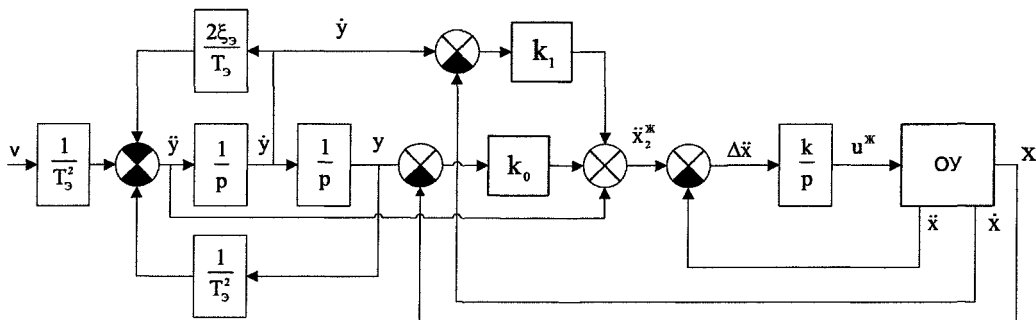 2ξэ
Tэ
ẏ
k₁
v
1
Tэ²
ÿ
1
p
ẏ
1
p
y
k₀
ẍ₂ж
Δẍ
k
p
uж
ОУ
x
ẍ
ẋ
1
Tэ²